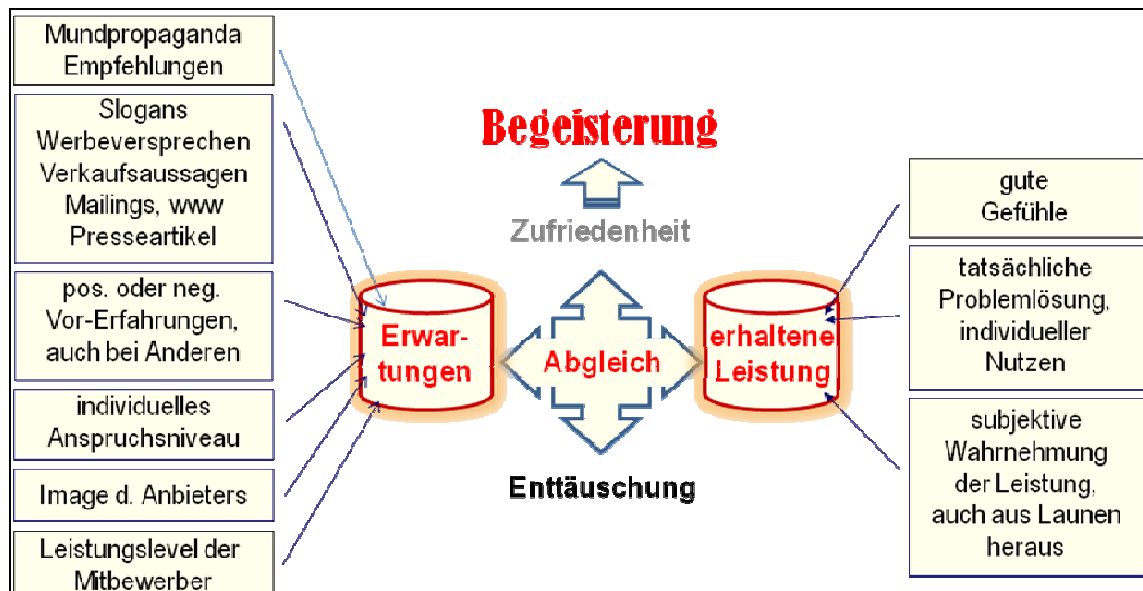 Mundpropaganda
Empfehlungen
Slogans
Werbeversprechen
Verkaufsaussagen
Mailings, www
Presseartikel
pos. oder neg.
Vor-Erfahrungen,
auch bei Anderen
individuelles
Anspruchsniveau
Image d. Anbieters
Leistungslevel der
Mitbewerber
Begeisterung
Zufriedenheit
Erwar-
tungen
Abgleich
erhaltene
Leistung
Enttäuschung
gute
Gefühle
tatsächliche
Problemlösung,
individueller
Nutzen
subjektive
Wahrnehmung
der Leistung,
auch aus Launen
heraus